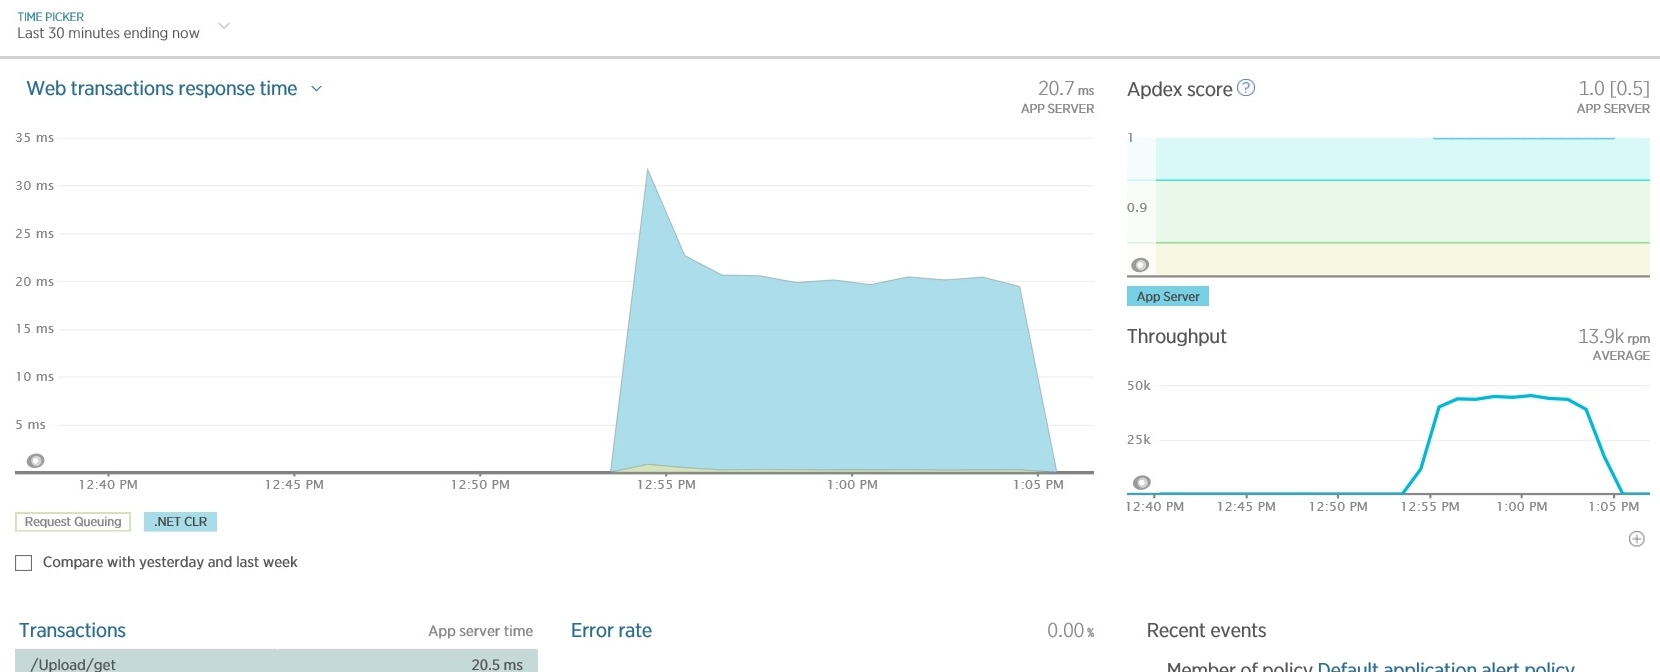 TIME PICKER
Last 30 minutes ending now
Web transactions response time
20.7 ms
APP SERVER
35 ms
30 ms
25 ms
20 ms
15 ms
10 ms
5 ms
12:40 PM 12:45 PM 12:50 PM 12:55 PM 1:00 PM 1:05 PM
Request Queuing .NET CLR
Compare with yesterday and last week
Apdex score ?
1.0 [0.5]
APP SERVER
1
0.9
App Server
Throughput
13.9k rpm
AVERAGE
50k
25k
12:40 PM 12:45 PM 12:50 PM 12:55 PM 1:00 PM 1:05 PM
Transactions App server time
/Upload/get 20.5 ms
Error rate 0.00 %
Recent events
Member of policy Default application alert policy